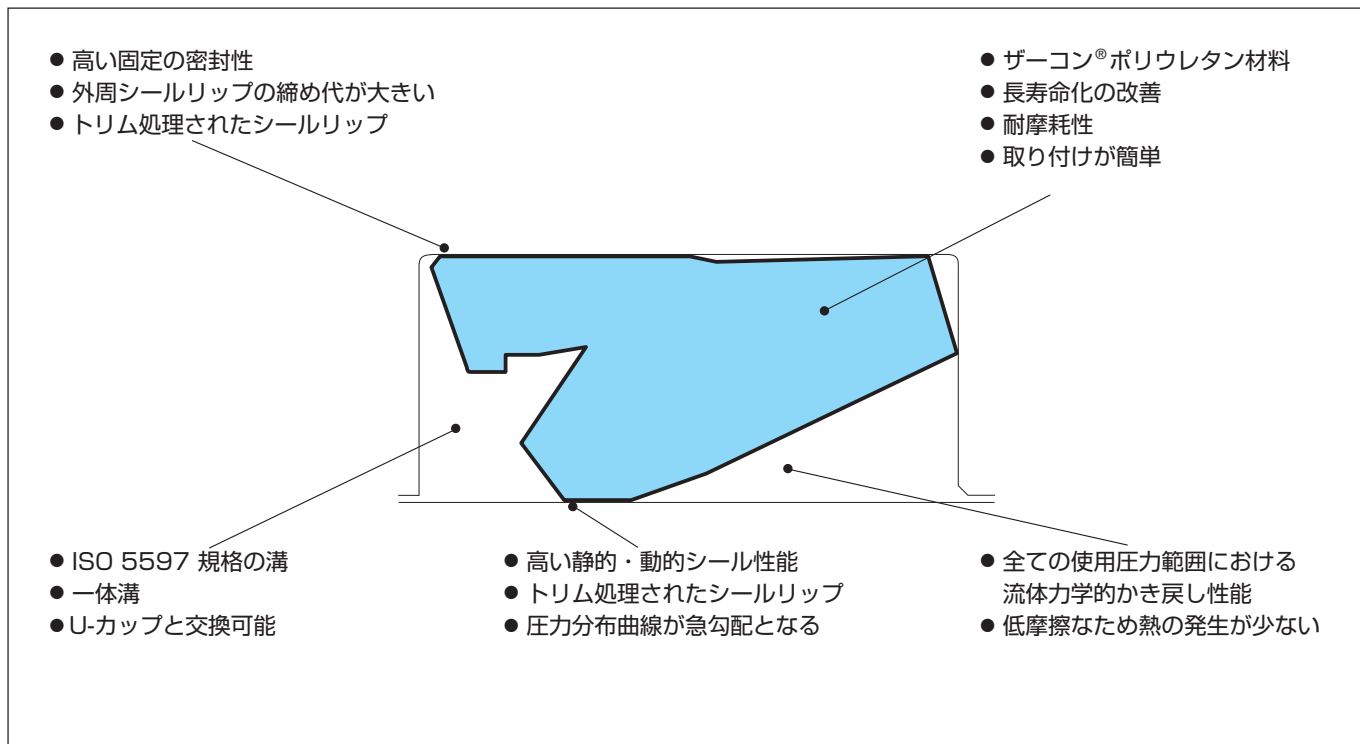 ● 高い固定の密封性
● 外周シールリップの締め代が大きい
● トリム処理されたシールリップ
● ザーコン®ポリウレタン材料
● 長寿命化の改善
● 耐摩耗性
● 取り付けが簡単
● ISO 5597 規格の溝
● 一体溝
● U-カップと交換可能
● 高い静的・動的シール性能
● トリム処理されたシールリップ
● 圧力分布曲線が急勾配となる
● 全ての使用圧力範囲における
流体力学的かき戻し性能
● 低摩擦なため熱の発生が少ない